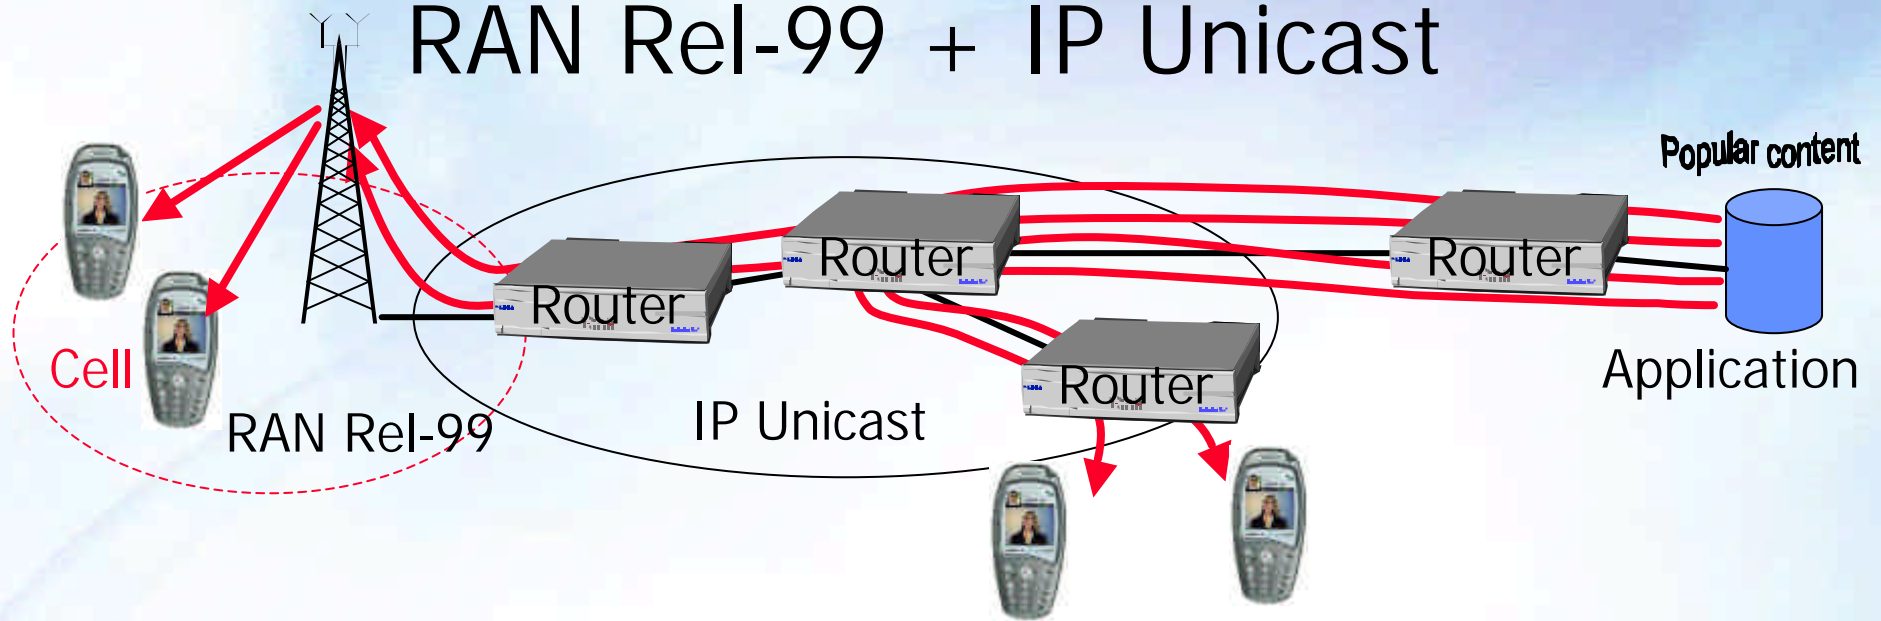 RAN Rel-99 + IP Unicast
Popular content
Router
Router
Router
Router
Cell
Application
RAN Rel-99
IP Unicast